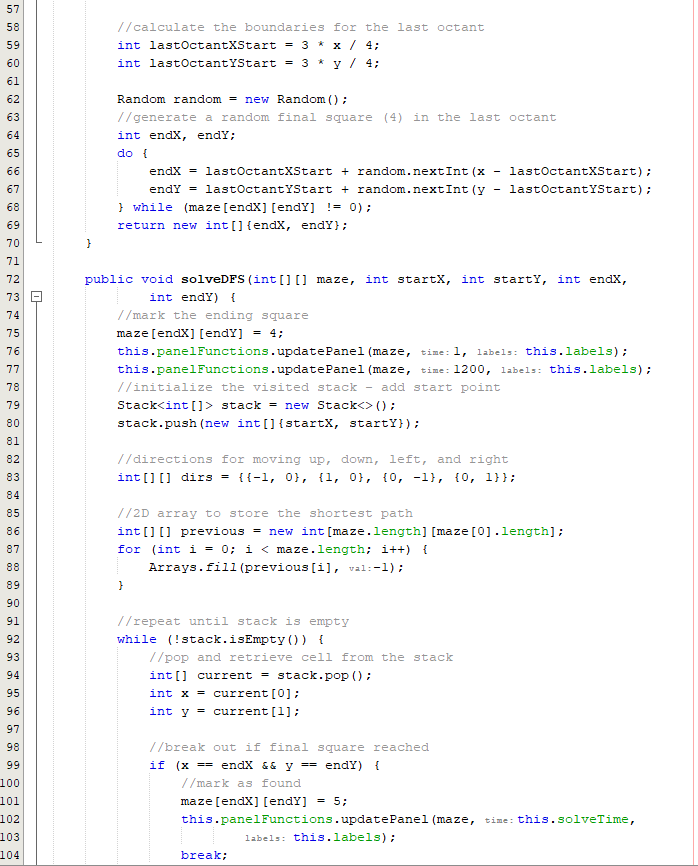 57
58 //calculate the boundaries for the last octant
59 int lastOctantXStart = 3 * x / 4;
60 int lastOctantYStart = 3 * y / 4;
61
62 Random random = new Random();
63 //generate a random final square (4) in the last octant
64 int endX, endY;
65 do {
66 endX = lastOctantXStart + random.nextInt(x - lastOctantXStart);
67 endY = lastOctantYStart + random.nextInt(y - lastOctantYStart);
68 } while (maze[endX][endY] != 0);
69 return new int[]{endX, endY};
70 }
71
72 public void solveDFS(int[][] maze, int startX, int startY, int endX,
73 int endY) {
74 //mark the ending square
75 maze[endX][endY] = 4;
76 this.panelFunctions.updatePanel(maze, time: 1, labels: this.labels);
77 this.panelFunctions.updatePanel(maze, time: 1200, labels: this.labels);
78 //initialize the visited stack - add start point
79 Stack<int[]> stack = new Stack<>();
80 stack.push(new int[]{startX, startY});
81
82 //directions for moving up, down, left, and right
83 int[][] dirs = {{-1, 0}, {1, 0}, {0, -1}, {0, 1}};
84
85 //2D array to store the shortest path
86 int[][] previous = new int[maze.length][maze[0].length];
87 for (int i = 0; i < maze.length; i++) {
88 Arrays.fill(previous[i], val: -1);
89 }
90
91 //repeat until stack is empty
92 while (!stack.isEmpty()) {
93 //pop and retrieve cell from the stack
94 int[] current = stack.pop();
95 int x = current[0];
96 int y = current[1];
97
98 //break out if final square reached
99 if (x == endX && y == endY) {
100 //mark as found
101 maze[endX][endY] = 5;
102 this.panelFunctions.updatePanel(maze, time: this.solveTime,
103 labels: this.labels);
104 break;